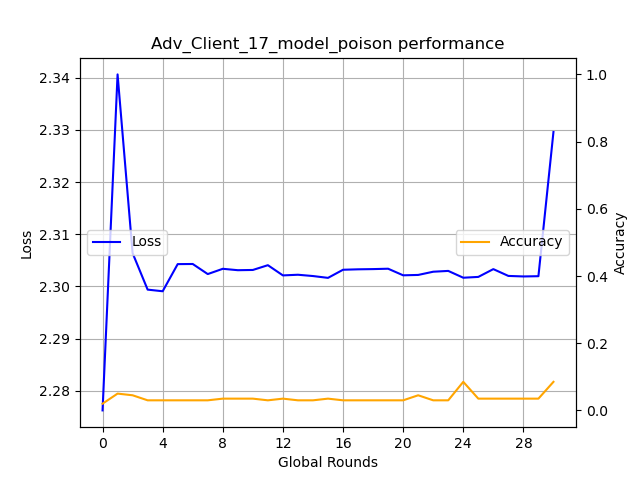 Adv_Client_17_model_poison performance
2.34
2.33
2.32
2.31
2.30
2.29
2.28
Loss
Loss
Accuracy
1.0
0.8
0.6
0.4
0.2
0.0
Accuracy
0 4 8 12 16 20 24 28
Global Rounds